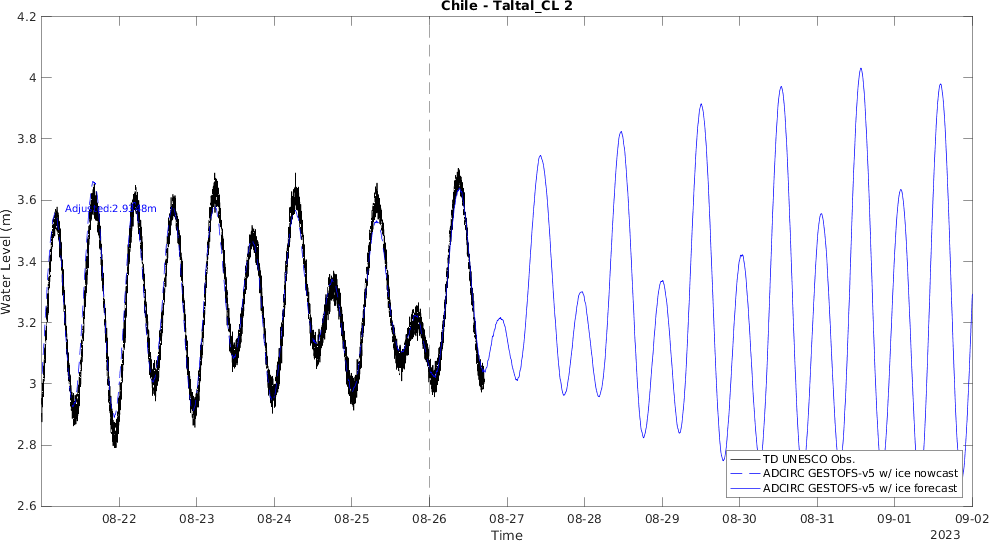 Chile - Taltal_CL 2
4.2
4
3.8
3.6
3.4
3.2
3
2.8
2.6
Water Level (m)
TD UNESCO Obs.
ADCIRC GESTOFS-v5 w/ ice nowcast
ADCIRC GESTOFS-v5 w/ ice forecast
08-22 08-23 08-24 08-25 08-26 08-27 08-28 08-29 08-30 08-31 09-01 09-02
Time
2023